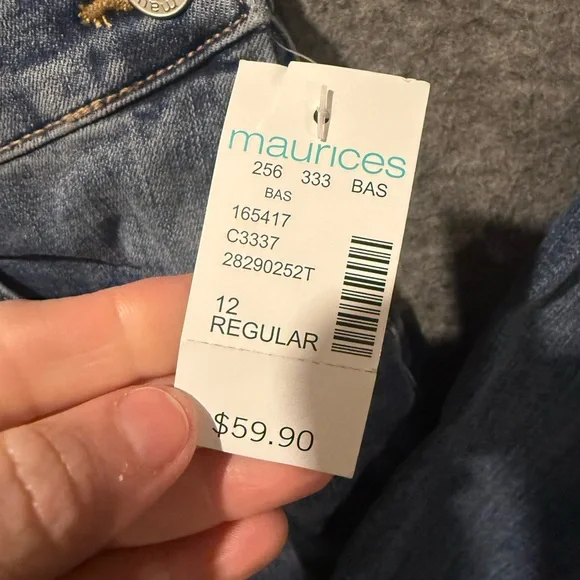 maurices
256 333 BAS
BAS
165417
C3337
28290252T
12
REGULAR
$59.90